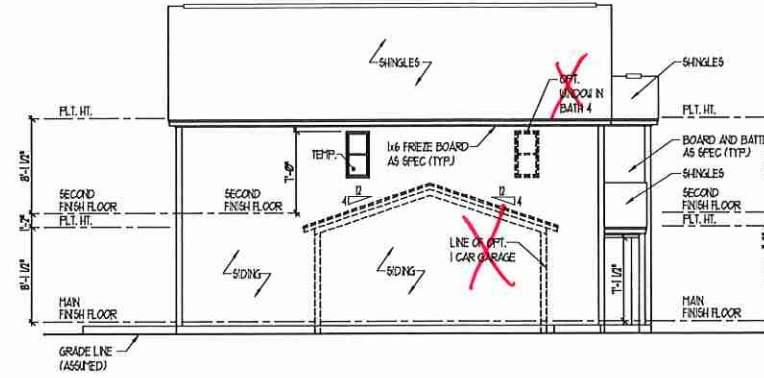 SHINGLES
OPT.
WINDOW IN
BATH 4
SHINGLES
PLT. HT.
PLT. HT.
8'-1 1/2"
TEMP.
7'-0"
1x6 FREZE BOARD
AS SPEC (TYP.)
BOARD AND BATTE
AS SPEC (TYP.)
SHINGLES
SECOND
FINISH FLOOR
SECOND
FINISH FLOOR
12
4
12
4
SECOND
FINISH FLOOR
PLT. HT.
1'-2"
PLT. HT.
LINE OF OPT.
1 CAR GARAGE
SIDING
SIDING
8'-1 1/2"
7'-1 1/2"
MAIN
FINISH FLOOR
MAIN
FINISH FLOOR
GRADE LINE
(ASSUMED)